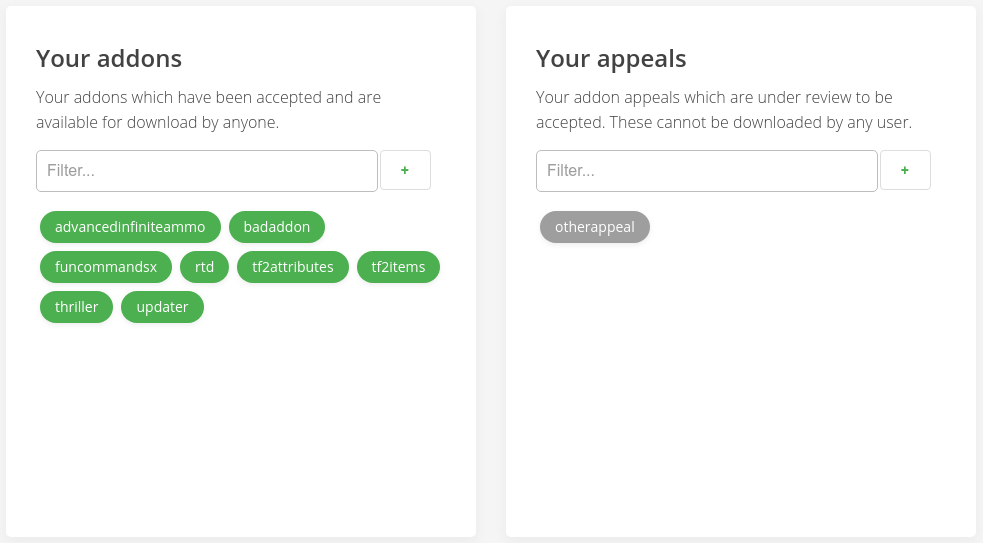 Your addons
Your addons which have been accepted and are
available for download by anyone.
Filter...
+
advancedinfiniteammo
badaddon
funcommandsx
rtd
tf2attributes
tf2items
thriller
updater
Your appeals
Your addon appeals which are under review to be
accepted. These cannot be downloaded by any user.
Filter...
+
otherappeal